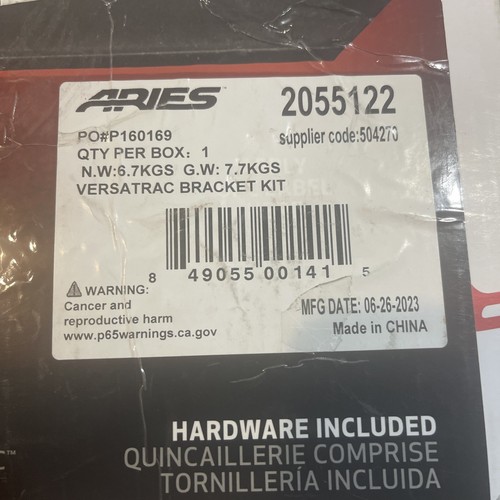 ARIES
2055122
PO#P160169
supplier code:504270
QTY PER BOX: 1
N.W:6.7KGS G.W: 7.7KGS
VERSATRAC BRACKET KIT
8 49055 00141 5
WARNING:
Cancer and
reproductive harm
www.p65warnings.ca.gov
MFG DATE: 06-26-2023
Made in CHINA
HARDWARE INCLUDED
QUINCAILLERIE COMPRISE
TORNILLERÍA INCLUIDA